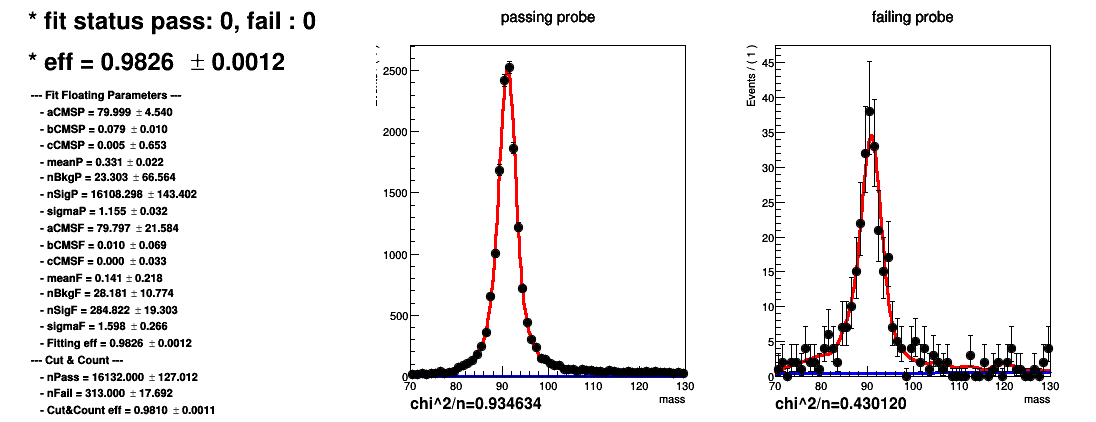 * fit status pass: 0, fail : 0
* eff = 0.9826 ± 0.0012
--- Fit Floating Parameters ---
- aCMSP = 79.999 ± 4.540
- bCMSP = 0.079 ± 0.010
- cCMSP = 0.005 ± 0.653
- meanP = 0.331 ± 0.022
- nBkgP = 23.303 ± 66.564
- nSigP = 16108.298 ± 143.402
- sigmaP = 1.155 ± 0.032
- aCMSF = 79.797 ± 21.584
- bCMSF = 0.010 ± 0.069
- cCMSF = 0.000 ± 0.033
- meanF = 0.141 ± 0.218
- nBkgF = 28.181 ± 10.774
- nSigF = 284.822 ± 19.303
- sigmaF = 1.598 ± 0.266
- Fitting eff = 0.9826 ± 0.0012
--- Cut & Count ---
- nPass = 16132.000 ± 127.012
- nFail = 313.000 ± 17.692
- Cut&Count eff = 0.9810 ± 0.0011
passing probe
2500
2000
1500
1000
500
0
70 80 90 100 110 120 130
mass
chi^2/n=0.934634
failing probe
Events / ( 1 )
45
40
35
30
25
20
15
10
5
0
70 80 90 100 110 120 130
mass
chi^2/n=0.430120